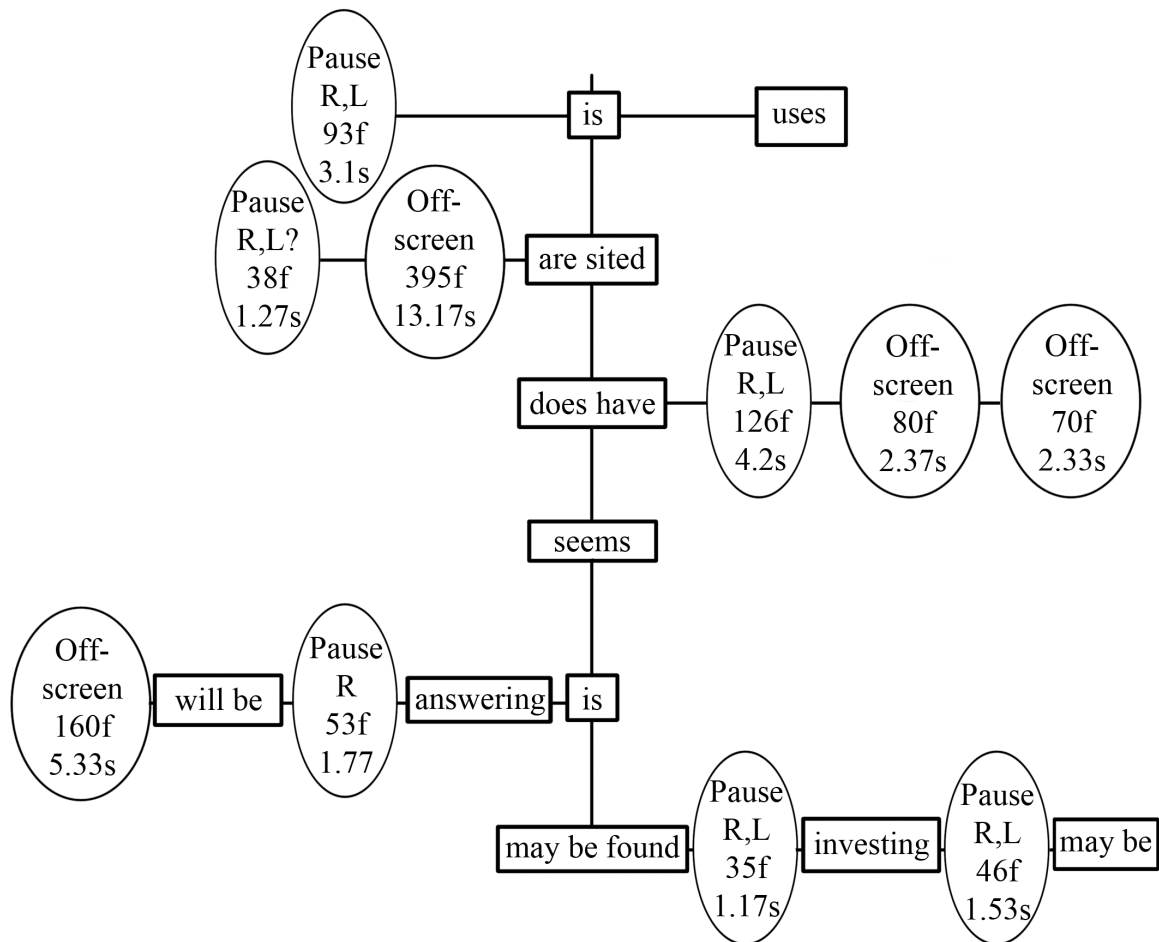 Pause
R,L
93f
3.1s
is
uses
Pause
R,L?
38f
1.27s
Off-
screen
395f
13.17s
are sited
does have
Pause
R,L
126f
4.2s
Off-
screen
80f
2.37s
Off-
screen
70f
2.33s
seems
Off-
screen
160f
5.33s
will be
Pause
R
53f
1.77
answering
is
may be found
Pause
R,L
35f
1.17s
investing
Pause
R,L
46f
1.53s
may be